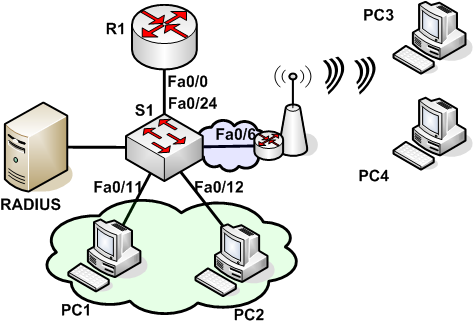 PC3
R1
Fa0/0
Fa0/24
S1
Fa0/6
PC4
Fa0/11
Fa0/12
RADIUS
PC1
PC2